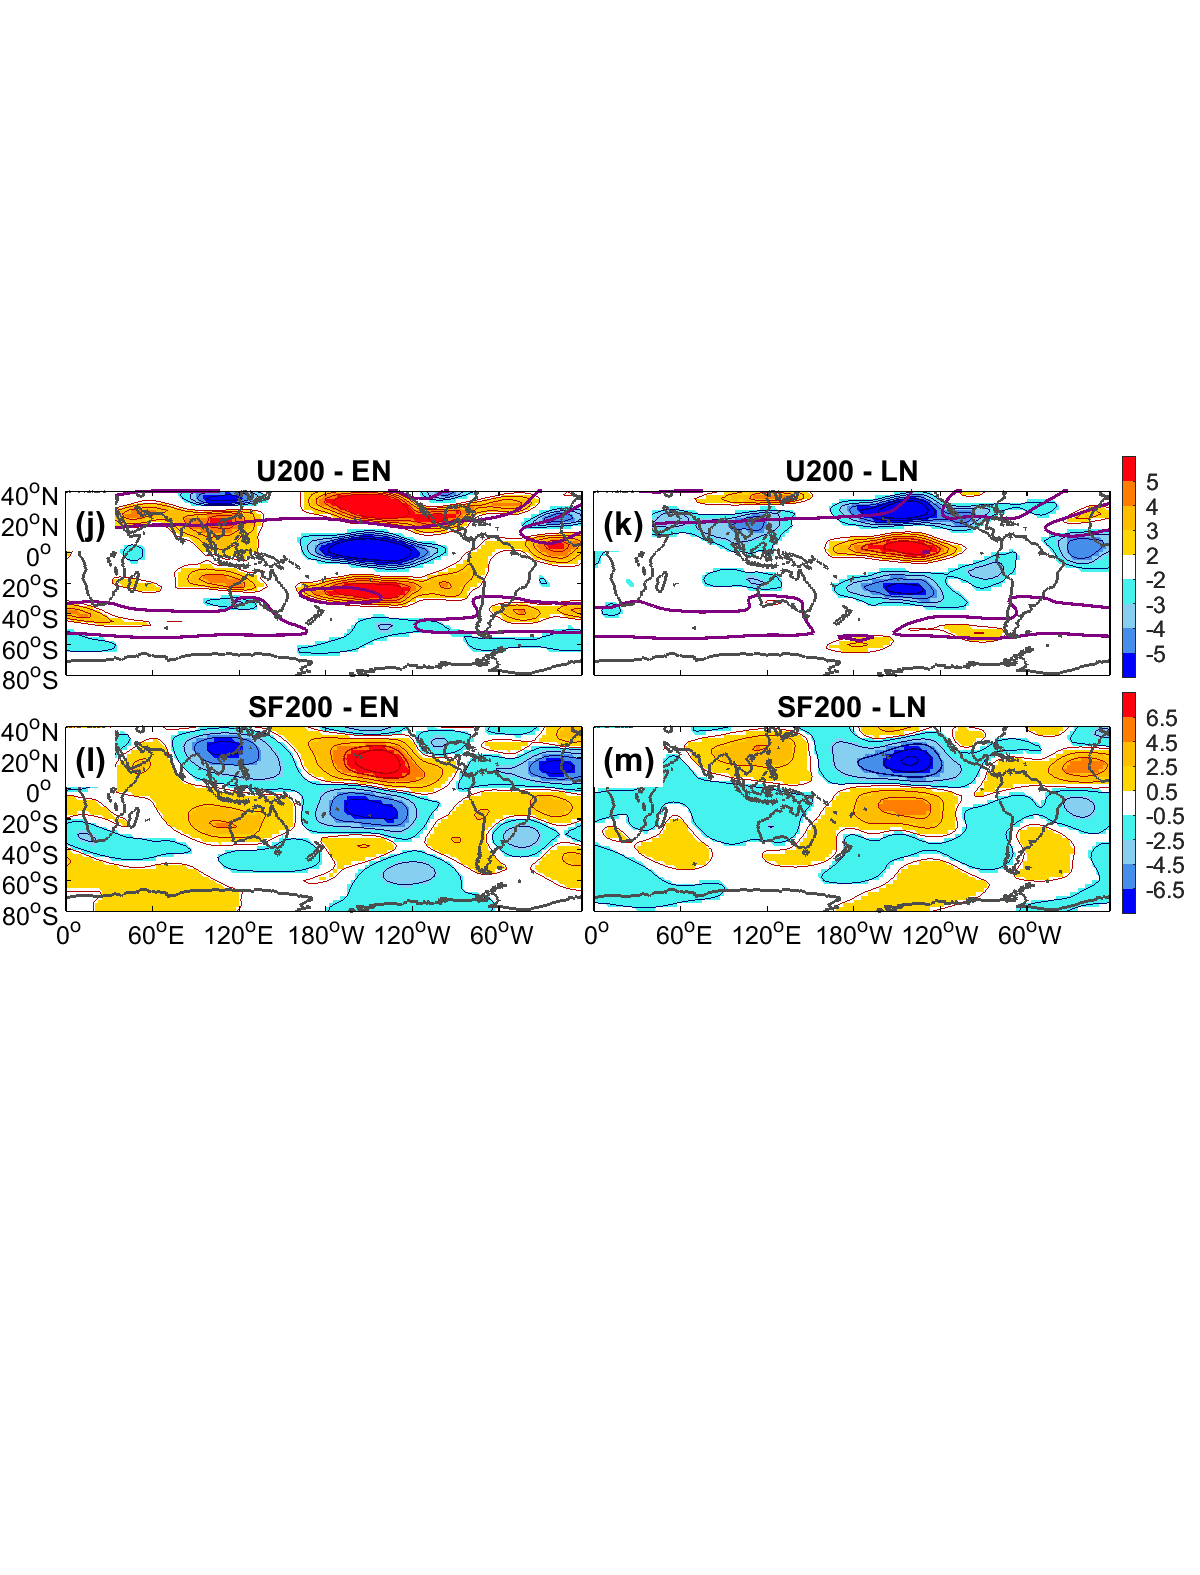 U200 - EN
U200 - LN
40°N
20°N
0°
20°S
40°S
60°S
80°S
(j)
(k)
5
4
3
2
-2
-3
-4
-5
SF200 - EN
SF200 - LN
40°N
20°N
0°
20°S
40°S
60°S
80°S
(l)
(m)
6.5
4.5
2.5
0.5
-0.5
-2.5
-4.5
-6.5
0° 60°E 120°E 180°W 120°W 60°W
0° 60°E 120°E 180°W 120°W 60°W